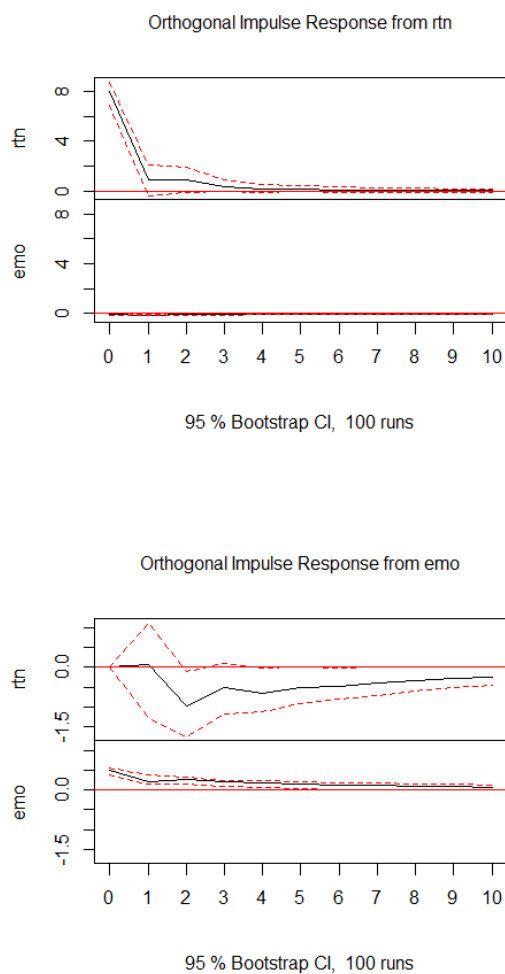 Orthogonal Impulse Response from rtn
rtn
8
4
0
emo
8
4
0
0 1 2 3 4 5 6 7 8 9 10
95 % Bootstrap CI, 100 runs
Orthogonal Impulse Response from emo
rtn
0.0
-1.5
emo
0.0
-1.5
0 1 2 3 4 5 6 7 8 9 10
95 % Bootstrap CI, 100 runs